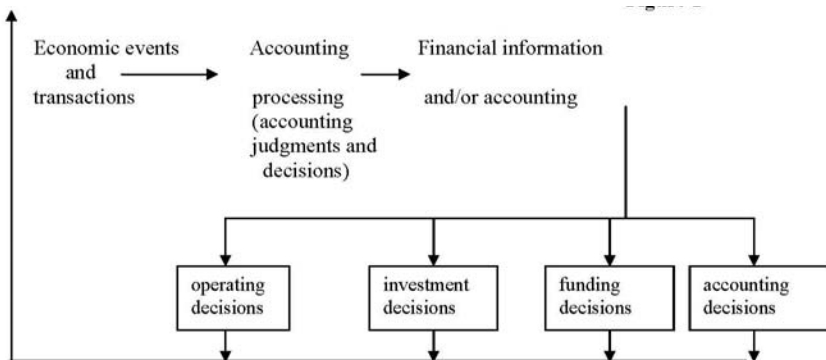 Economic events
and
transactions
Accounting
processing
(accounting
judgments and
decisions)
Financial information
and/or accounting
operating
decisions
investment
decisions
funding
decisions
accounting
decisions